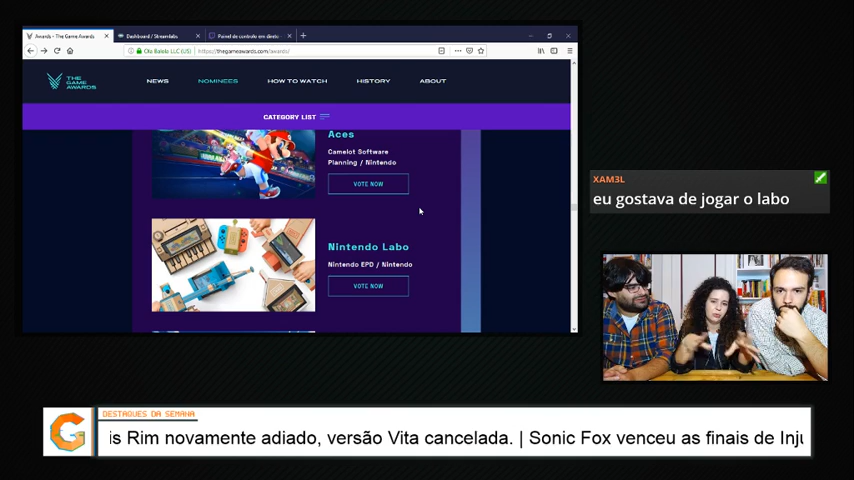 Awards - The Game Awards
Dashboard / Streamlabs
Painel de controlo em direto -
Ola Balola LLC (US)
https://thegameawards.com/awards/
THE
GAME
AWARDS
NEWS
NOMINEES
HOW TO WATCH
HISTORY
ABOUT
CATEGORY LIST
Aces
Camelot Software
Planning / Nintendo
VOTE NOW
Nintendo Labo
Nintendo EPD / Nintendo
VOTE NOW
XAM3L
eu gostava de jogar o labo
DESTAQUES DA SEMANA
is Rim novamente adiado, versão Vita cancelada. | Sonic Fox venceu as finais de Inju